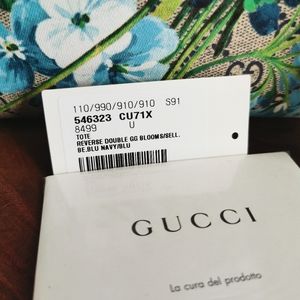 110/990/910/910 S91
546323 CU71X
8499 U
TOTE
REVERSE DOUBLE GG BLOOMS/SELL.
BE.BLU NAVY/BLU
GUCCI
La cura del prodotto